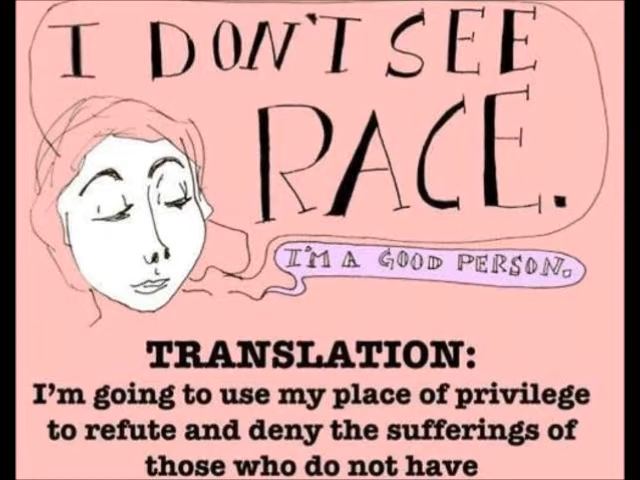 I DON'T SEE
RACE.
I'M A GOOD PERSON.
TRANSLATION:
I'm going to use my place of privilege
to refute and deny the sufferings of
those who do not have